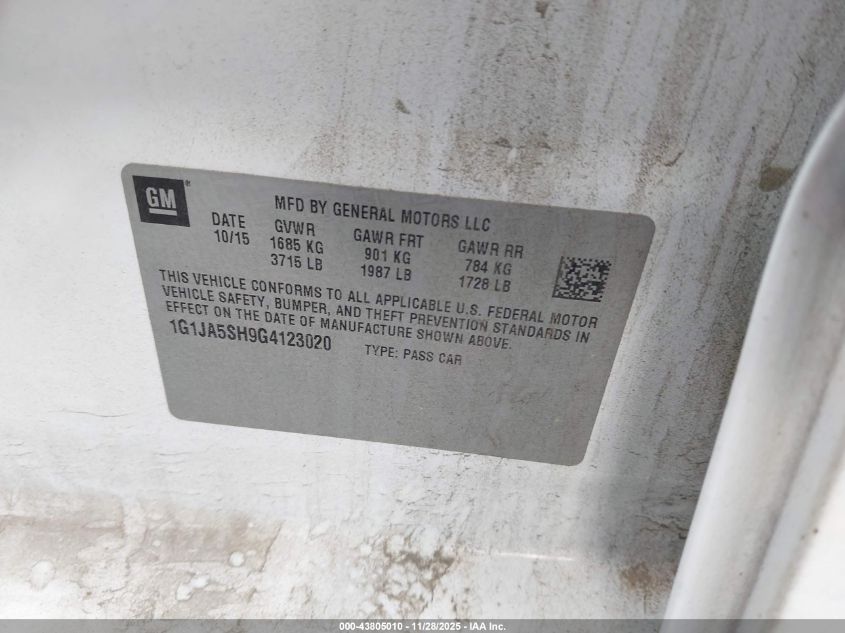 GM®
MFD BY GENERAL MOTORS LLC
DATE GVWR GAWR FRT GAWR RR
10/15 1685 KG 901 KG 784 KG
3715 LB 1987 LB 1728 LB
THIS VEHICLE CONFORMS TO ALL APPLICABLE U.S. FEDERAL MOTOR
VEHICLE SAFETY, BUMPER, AND THEFT PREVENTION STANDARDS IN
EFFECT ON THE DATE OF MANUFACTURE SHOWN ABOVE.
1G1JA5SH9G4123020 TYPE: PASS CAR
000-43805010 - 11/28/2025 - IAA Inc.